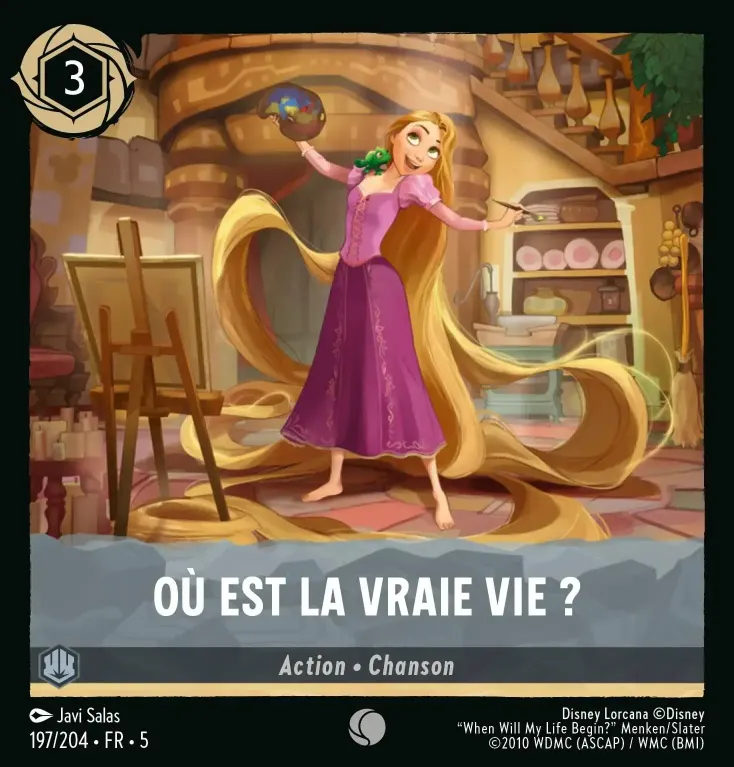 3
OÙ EST LA VRAIE VIE ?
Action • Chanson
Javi Salas
197/204 • FR • 5
Disney Lorcana ©Disney
“When Will My Life Begin?” Menken/Slater
©2010 WDMC (ASCAP) / WMC (BMI)